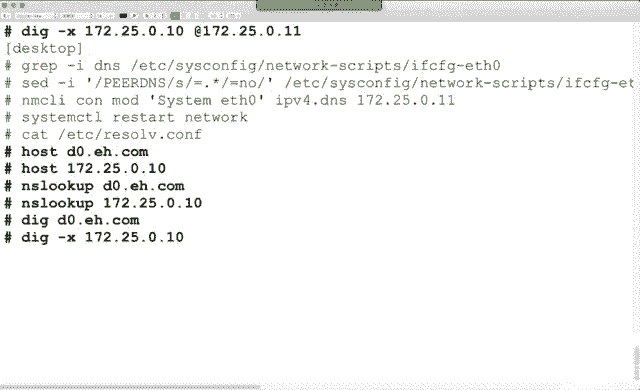 # dig -x 172.25.0.10 @172.25.0.11
[desktop]
# grep -i dns /etc/sysconfig/network-scripts/ifcfg-eth0
# sed -i '/PEERDNS/s/=.*/=no/' /etc/sysconfig/network-scripts/ifcfg-et
# nmcli con mod 'System eth0' ipv4.dns 172.25.0.11
# systemctl restart network
# cat /etc/resolv.conf
# host d0.eh.com
# host 172.25.0.10
# nslookup d0.eh.com
# nslookup 172.25.0.10
# dig d0.eh.com
# dig -x 172.25.0.10